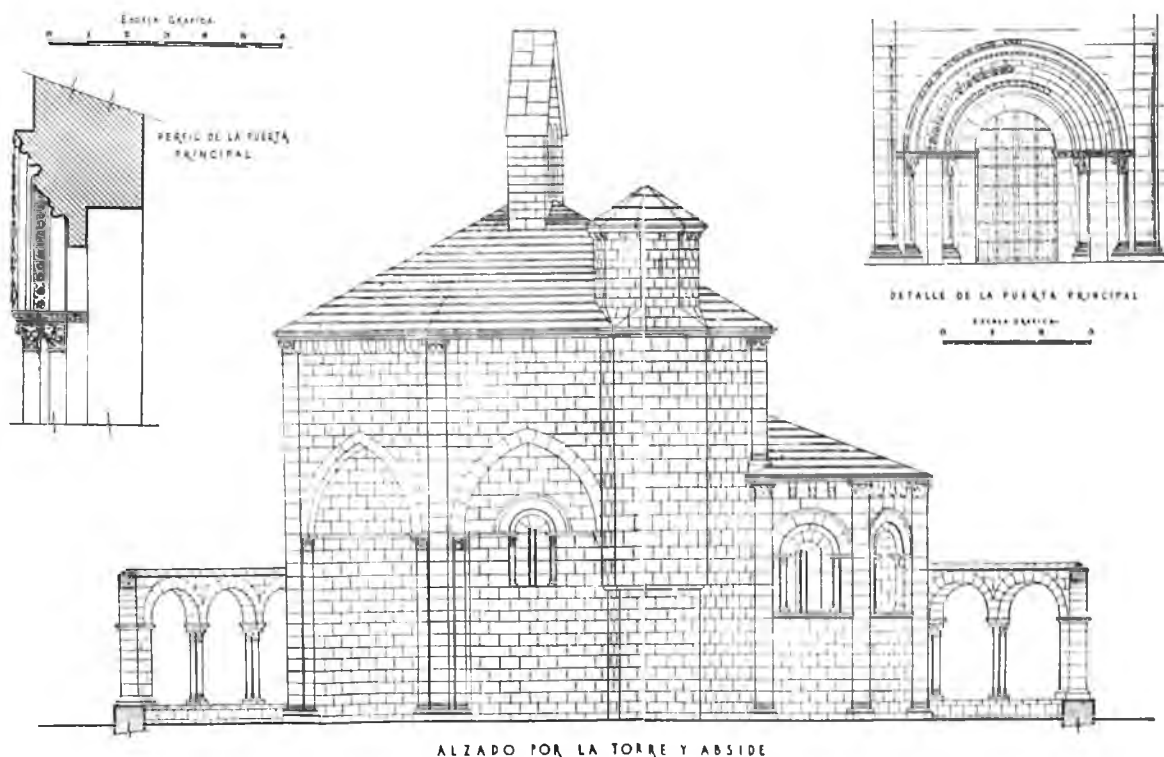 ESCALA GRAFICA
PERFIL DE LA PUERTA
PRINCIPAL
DETALLE DE LA PUERTA PRINCIPAL
ESCALA GRAFICA
ALZADO POR LA TORRE Y ABSIDE